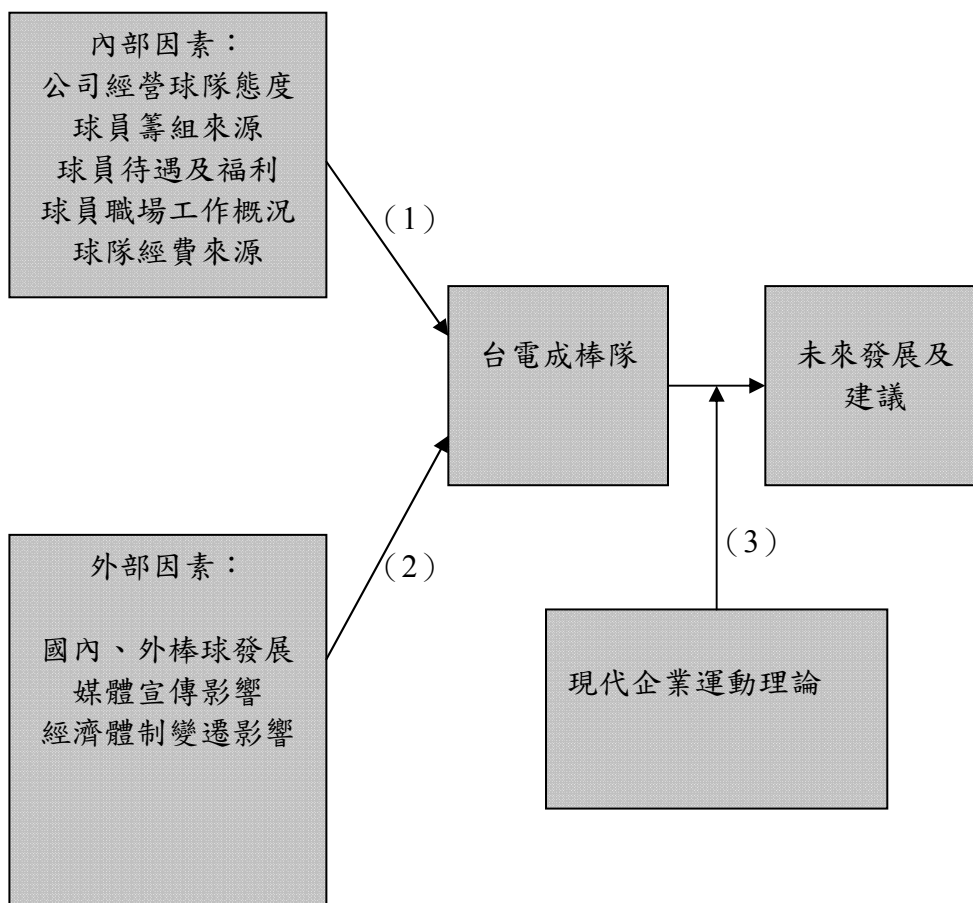 內部因素：
公司經營球隊態度
球員籌組來源
球員待遇及福利
球員職場工作概況
球隊經費來源
（1）
台電成棒隊
未來發展及
建議
外部因素：
國內、外棒球發展
媒體宣傳影響
經濟體制變遷影響
（2）
（3）
現代企業運動理論